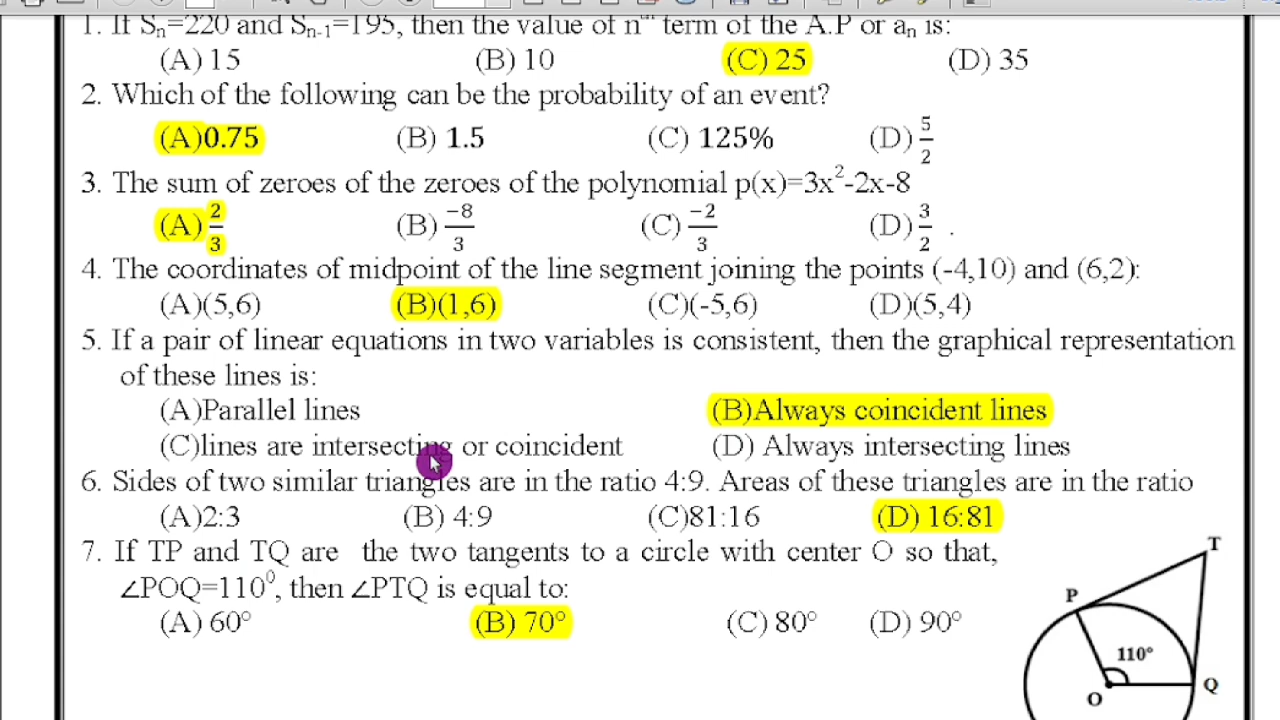 1. If Sₙ=220 and Sₙ₋₁=195, then the value of nᵗʰ term of the A.P or aₙ is:
(A) 15 (B) 10 (C) 25 (D) 35
2. Which of the following can be the probability of an event?
(A)0.75 (B) 1.5 (C) 125% (D) 5/2
3. The sum of zeroes of the zeroes of the polynomial p(x)=3x²-2x-8
(A) 2/3 (B) −8/3 (C) −2/3 (D) 3/2 .
4. The coordinates of midpoint of the line segment joining the points (-4,10) and (6,2):
(A)(5,6) (B)(1,6) (C)(-5,6) (D)(5,4)
5. If a pair of linear equations in two variables is consistent, then the graphical representation
of these lines is:
(A)Parallel lines (B)Always coincident lines
(C)lines are intersecting or coincident (D) Always intersecting lines
6. Sides of two similar triangles are in the ratio 4:9. Areas of these triangles are in the ratio
(A)2:3 (B) 4:9 (C)81:16 (D) 16:81
7. If TP and TQ are the two tangents to a circle with center O so that,
∠POQ=110⁰, then ∠PTQ is equal to:
(A) 60° (B) 70° (C) 80° (D) 90°
T
P
110°
Q
O